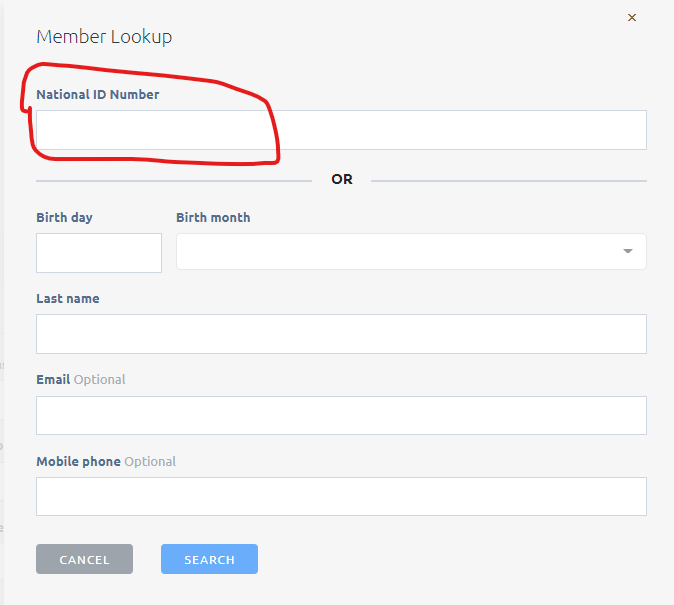 ×
Member Lookup
National ID Number
OR
Birth day Birth month
Last name
Email Optional
Mobile phone Optional
CANCEL SEARCH